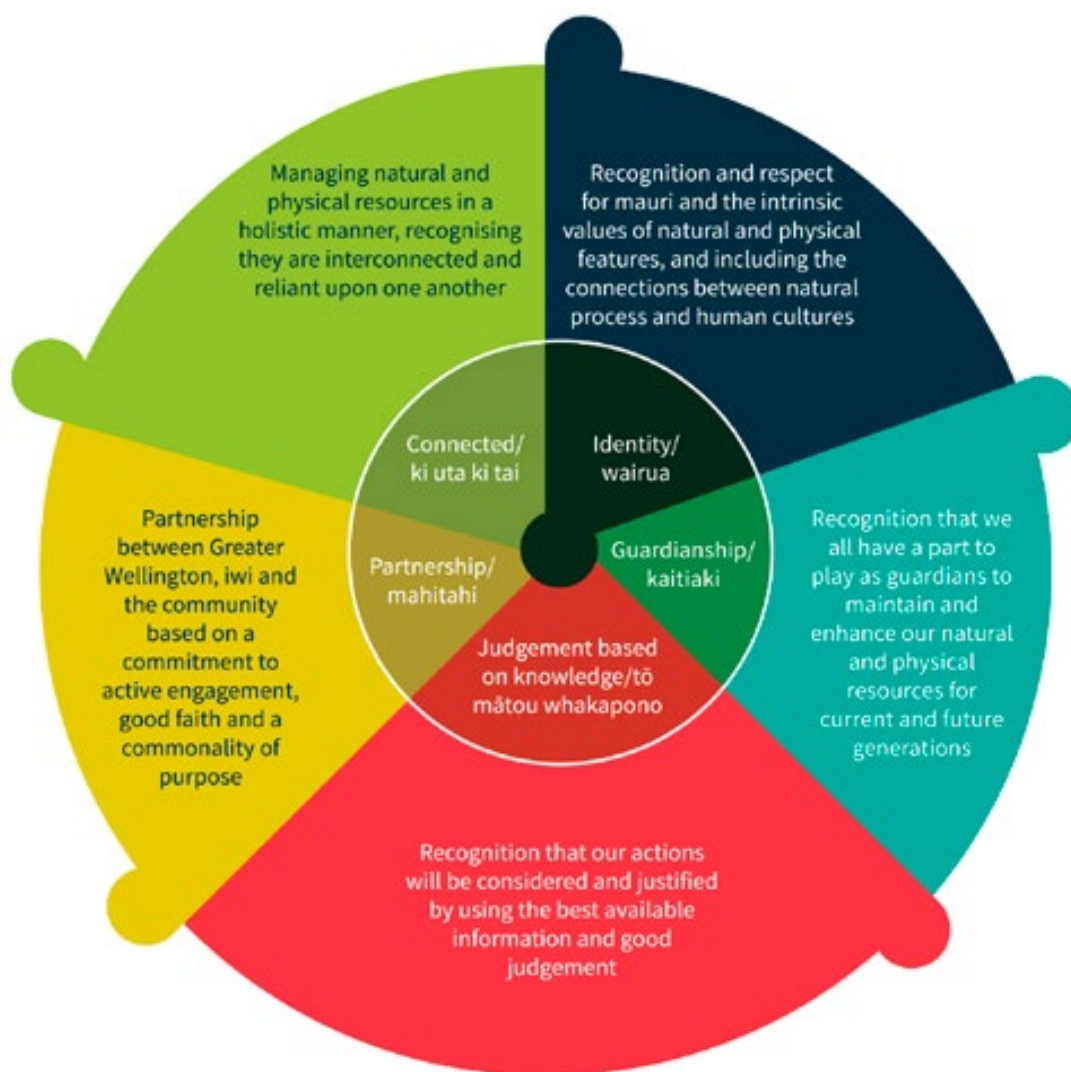 Managing natural and
physical resources in a
holistic manner, recognising
they are interconnected and
reliant upon one another
Recognition and respect
for mauri and the intrinsic
values of natural and physical
features, and including the
connections between natural
process and human cultures
Connected/
ki uta ki tai
Identity/
wairua
Partnership
between Greater
Wellington, iwi and
the community
based on a
commitment to
active engagement,
good faith and a
commonality of
purpose
Partnership/
mahitahi
Guardianship/
kaitiaki
Recognition that we
all have a part to
play as guardians to
maintain and
enhance our natural
and physical
resources for
current and future
generations
Judgement based
on knowledge/tō
mātou whakapono
Recognition that our actions
will be considered and justified
by using the best available
information and good
judgement